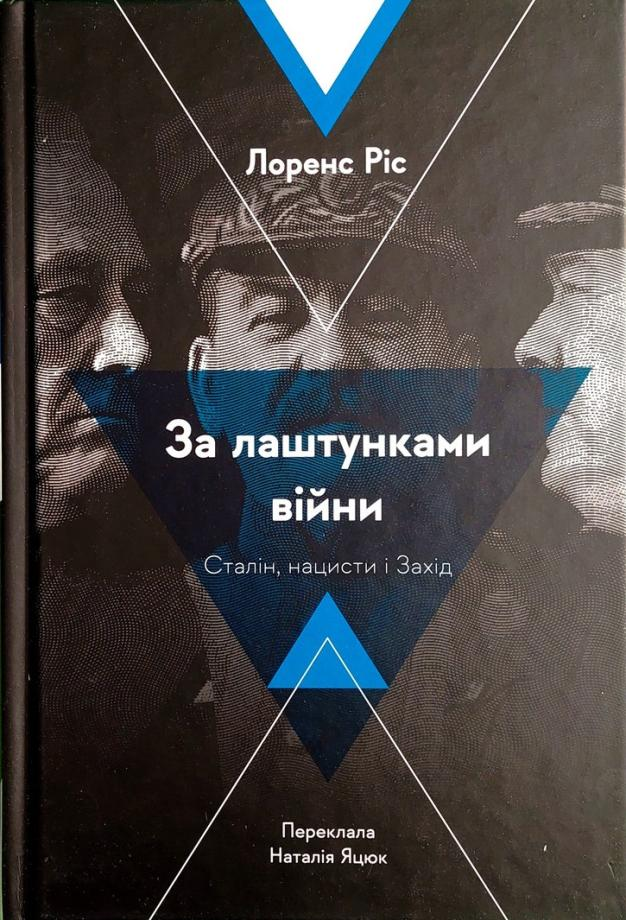 Лоренс Ріс
За лаштунками
війни
Сталін, нацисти і Захід
Переклала
Наталія Яцюк